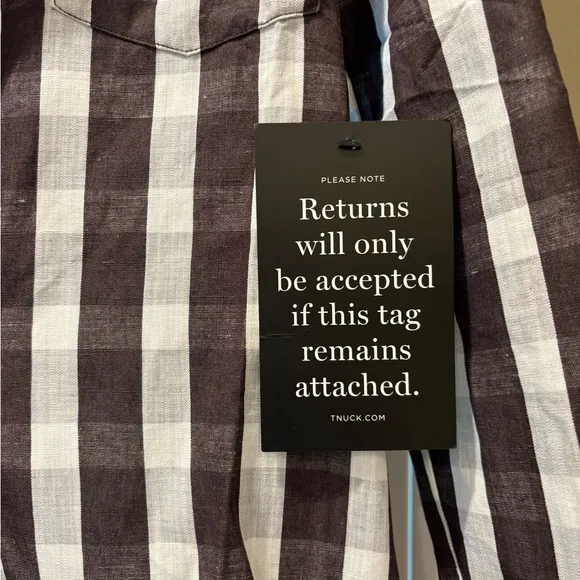 PLEASE NOTE
Returns
will only
be accepted
if this tag
remains
attached.
TNUCK.COM